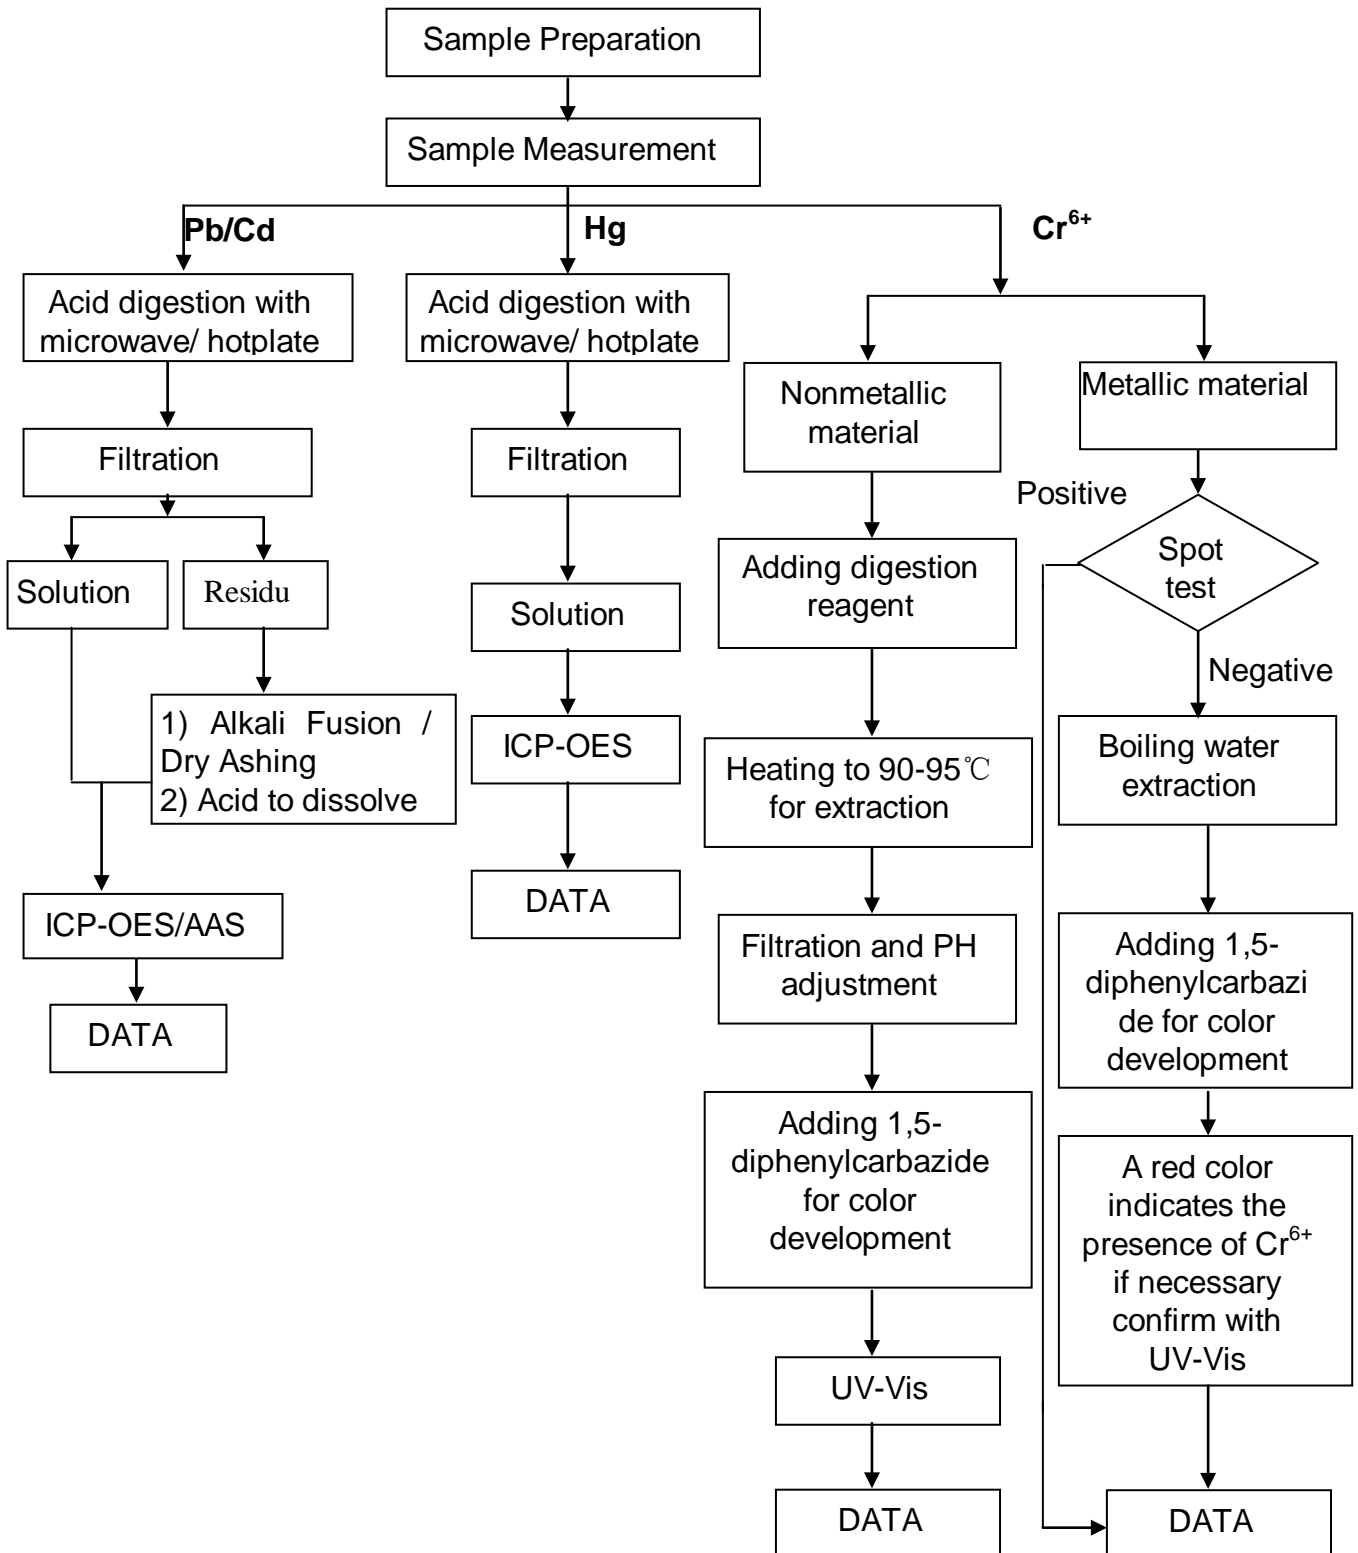 Sample Preparation
Sample Measurement
Pb/Cd
Hg
Cr⁶⁺
Acid digestion with
microwave/ hotplate
Filtration
Solution
Residu
1) Alkali Fusion /
Dry Ashing
2) Acid to dissolve
ICP-OES/AAS
DATA
Acid digestion with
microwave/ hotplate
Filtration
Solution
ICP-OES
DATA
Nonmetallic
material
Adding digestion
reagent
Heating to 90-95℃
for extraction
Filtration and PH
adjustment
Adding 1,5-
diphenylcarbazide
for color
development
UV-Vis
DATA
Metallic material
Positive
Spot
test
Negative
Boiling water
extraction
Adding 1,5-
diphenylcarbazi
de for color
development
A red color
indicates the
presence of Cr⁶⁺
if necessary
confirm with
UV-Vis
DATA